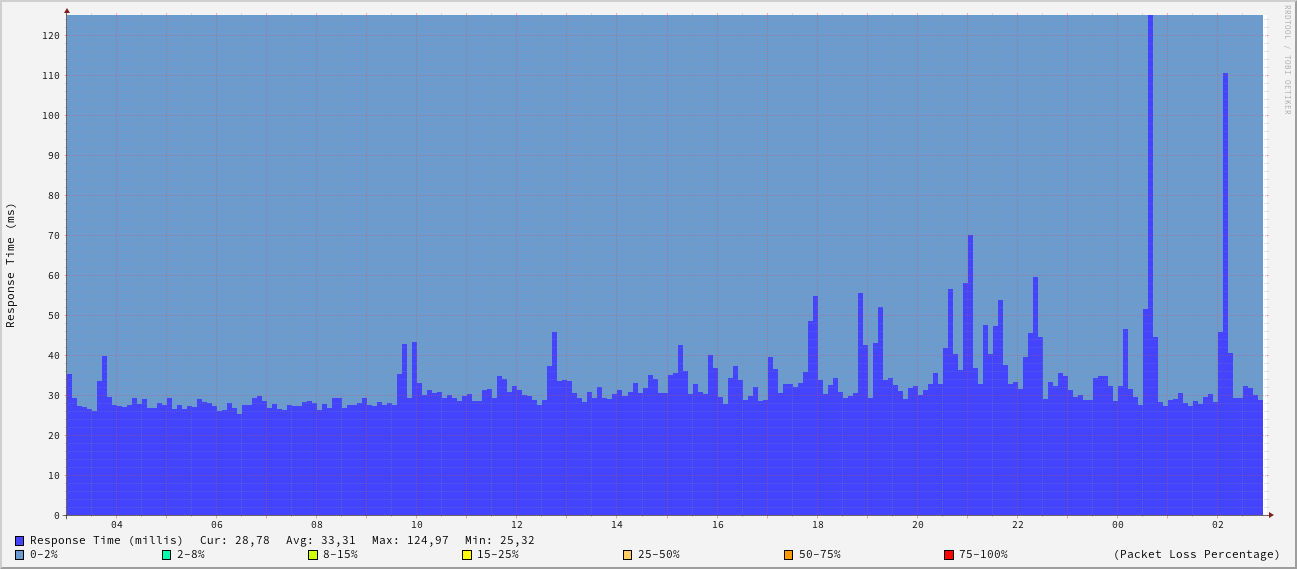 RRDTOOL / TOBI OETIKER
Response Time (ms)
120
110
100
90
80
70
60
50
40
30
20
10
0
04 06 08 10 12 14 16 18 20 22 00 02
Response Time (millis) Cur: 28,78 Avg: 33,31 Max: 124,97 Min: 25,32
0-2% 2-8% 8-15% 15-25% 25-50% 50-75% 75-100% (Packet Loss Percentage)